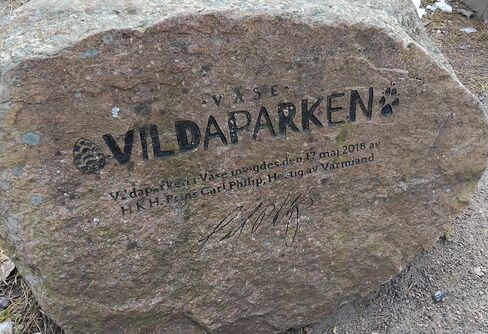 · VÄSE ·
VILDAPARKEN
Vildaparken i Väse invigdes den 17 maj 2018 av
H.K.H. Prins Carl Philip, Hertig av Värmland